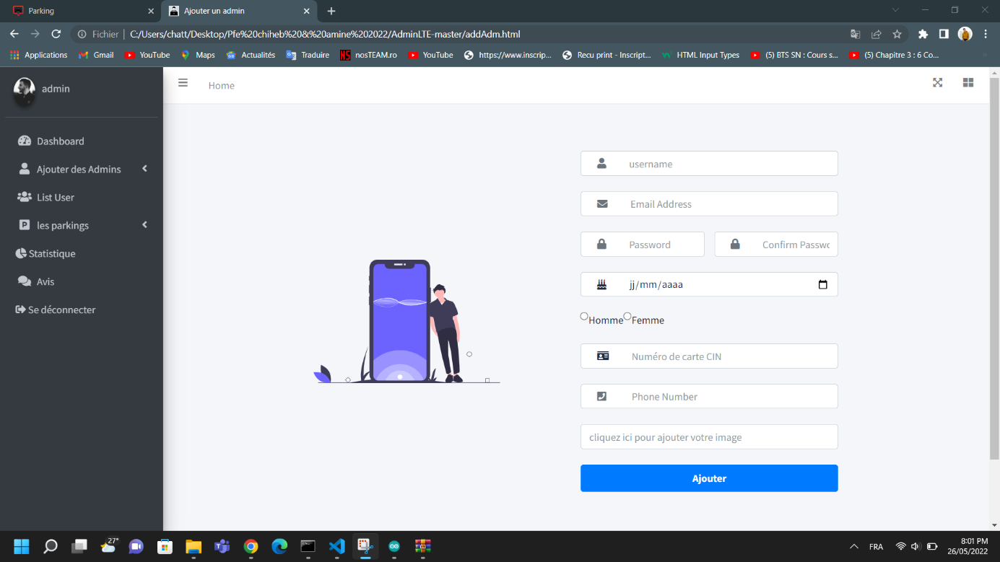 Parking
Ajouter un admin
Fichier
C:/Users/chatt/Desktop/Pfe%20chiheb%20&%20amine%202022/AdminLTE-master/addAdm.html
Applications Gmail YouTube Maps Actualités Traduire nosTEAM.ro YouTube https://www.inscrip... Recu print - Inscript... HTML Input Types (5) BTS SN : Cours s... (5) Chapitre 3 : 6 Co...
admin
Home
Dashboard
Ajouter des Admins
List User
les parkings
Statistique
Avis
Se déconnecter
username
Email Address
Password Confirm Passwo
jj/mm/aaaa
Homme Femme
Numéro de carte CIN
Phone Number
cliquez ici pour ajouter votre image
Ajouter
27°
FRA
8:01 PM
26/05/2022